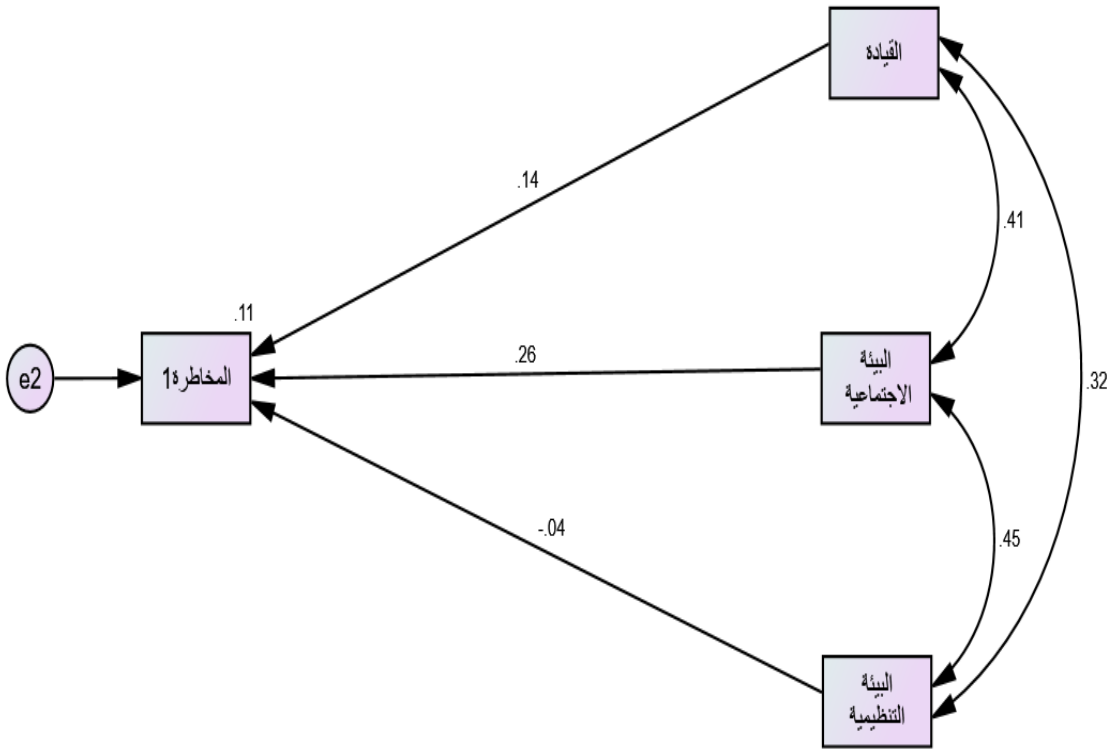 القيادة
.14
.41
.11
e2
المخاطرة1
.26
البيئة
الاجتماعية
.32
-.04
.45
البيئة
التنظيمية